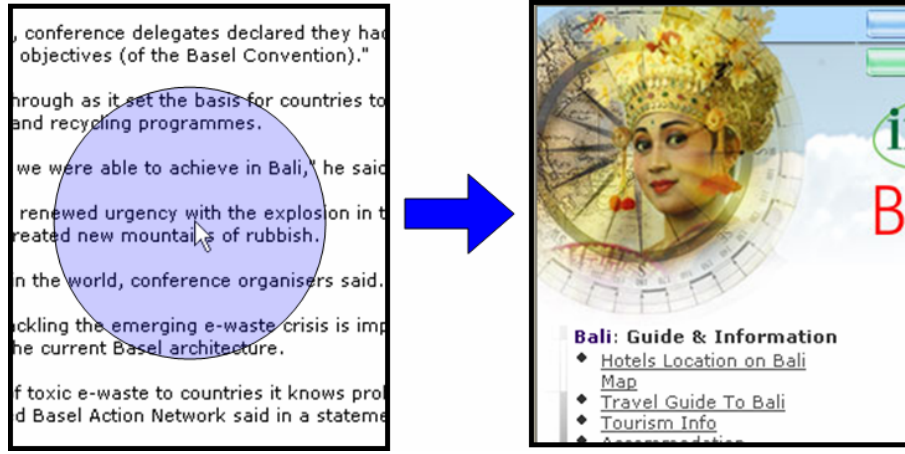 , conference delegates declared they had
objectives (of the Basel Convention)."
hrough as it set the basis for countries to
and recycling programmes.
we were able to achieve in Bali," he said
renewed urgency with the explosion in t
reated new mountains of rubbish.
n the world, conference organisers said.
ckling the emerging e-waste crisis is imp
he current Basel architecture.
f toxic e-waste to countries it knows prol
d Basel Action Network said in a stateme
B
Bali: Guide & Information
Hotels Location on Bali
Map
Travel Guide To Bali
Tourism Info
Accommodation